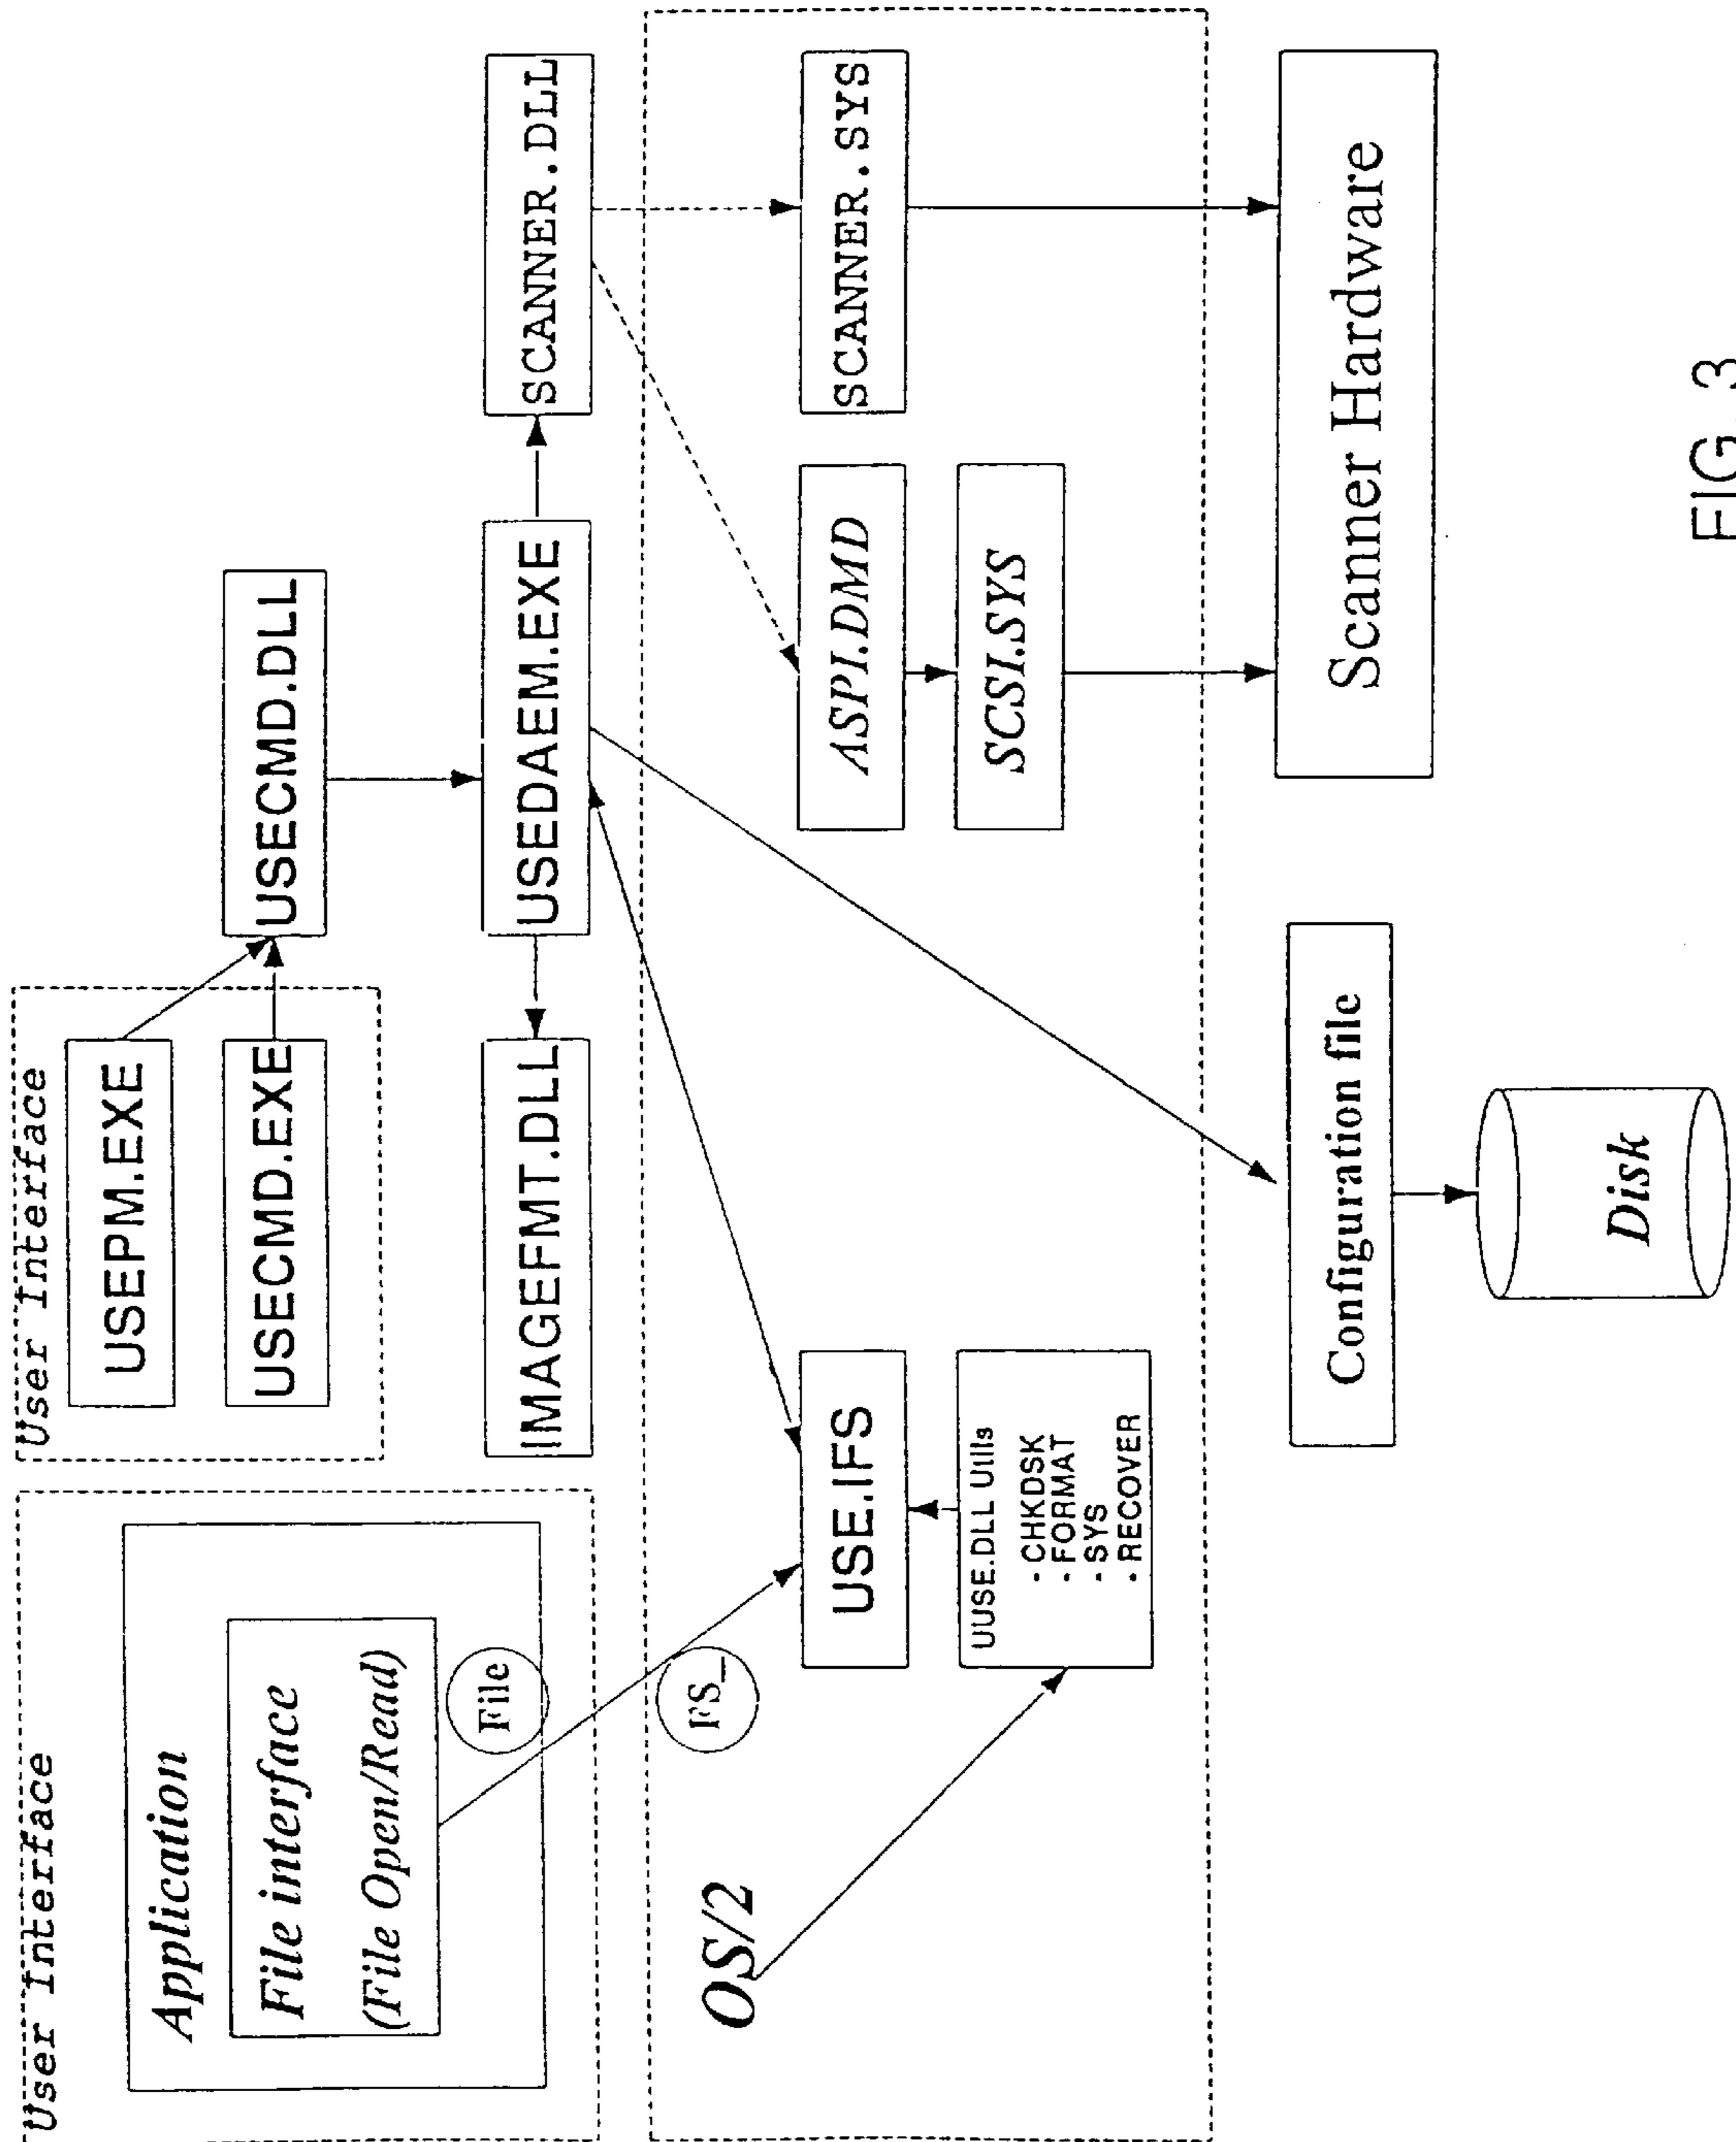 User Interface
Application
File interface
(File Open/Read)
File
User Interface
USEPM.EXE
USECMD.EXE
USECMD.DLL
IMAGEFMT.DLL
USEDAEM.EXE
SCANNER.DLL
OS/2
FS_
USE.IFS
UUSE.DLL Utils
· CHKDSK
· FORMAT
· SYS
· RECOVER
ASPI.DMD
SCSI.SYS
SCANNER.SYS
Configuration file
Disk
Scanner Hardware
FIG. 3